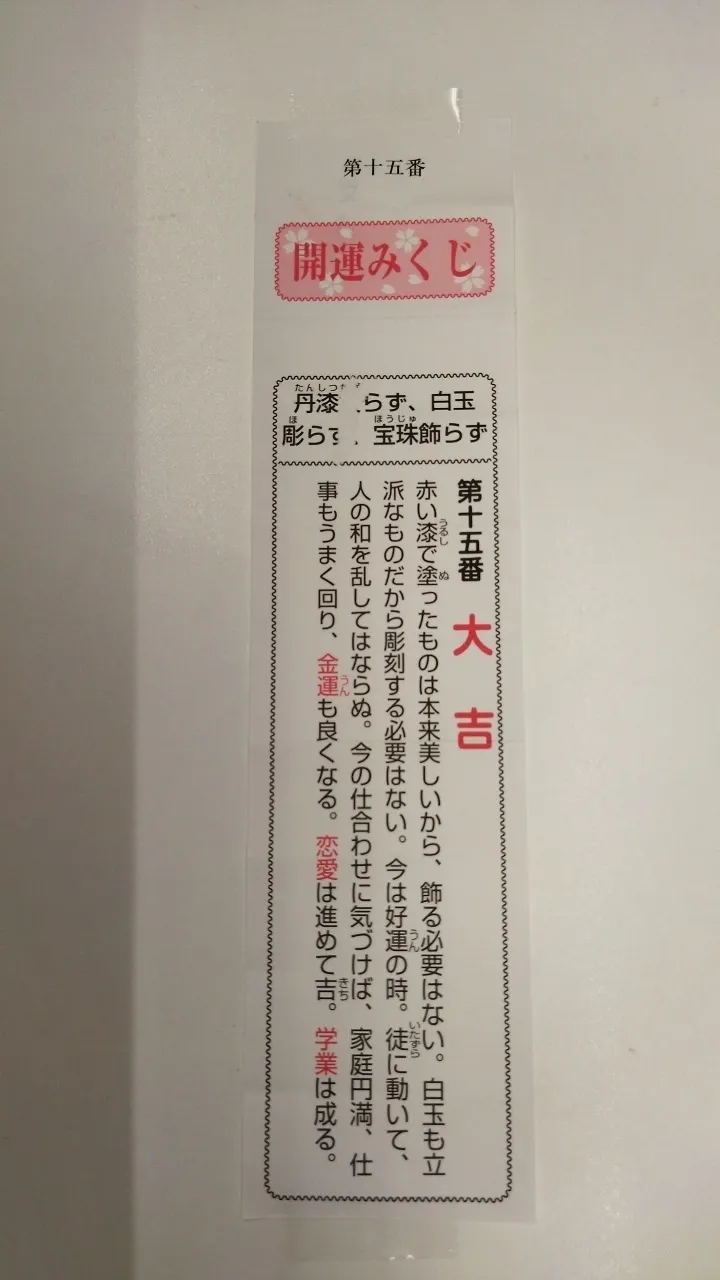 第十五番
開運みくじ
丹漆 らず、白玉
彫らず 、宝珠飾らず
第十五番 大吉
赤い漆で塗ったものは本来美しいから、飾る必要はない。白玉も立
派なものだから彫刻する必要はない。今は好運の時。徒に動いて、
人の和を乱してはならぬ。今の仕合わせに気づけば、家庭円満、仕
事もうまく回り、金運も良くなる。恋愛は進めて吉。学業は成る。